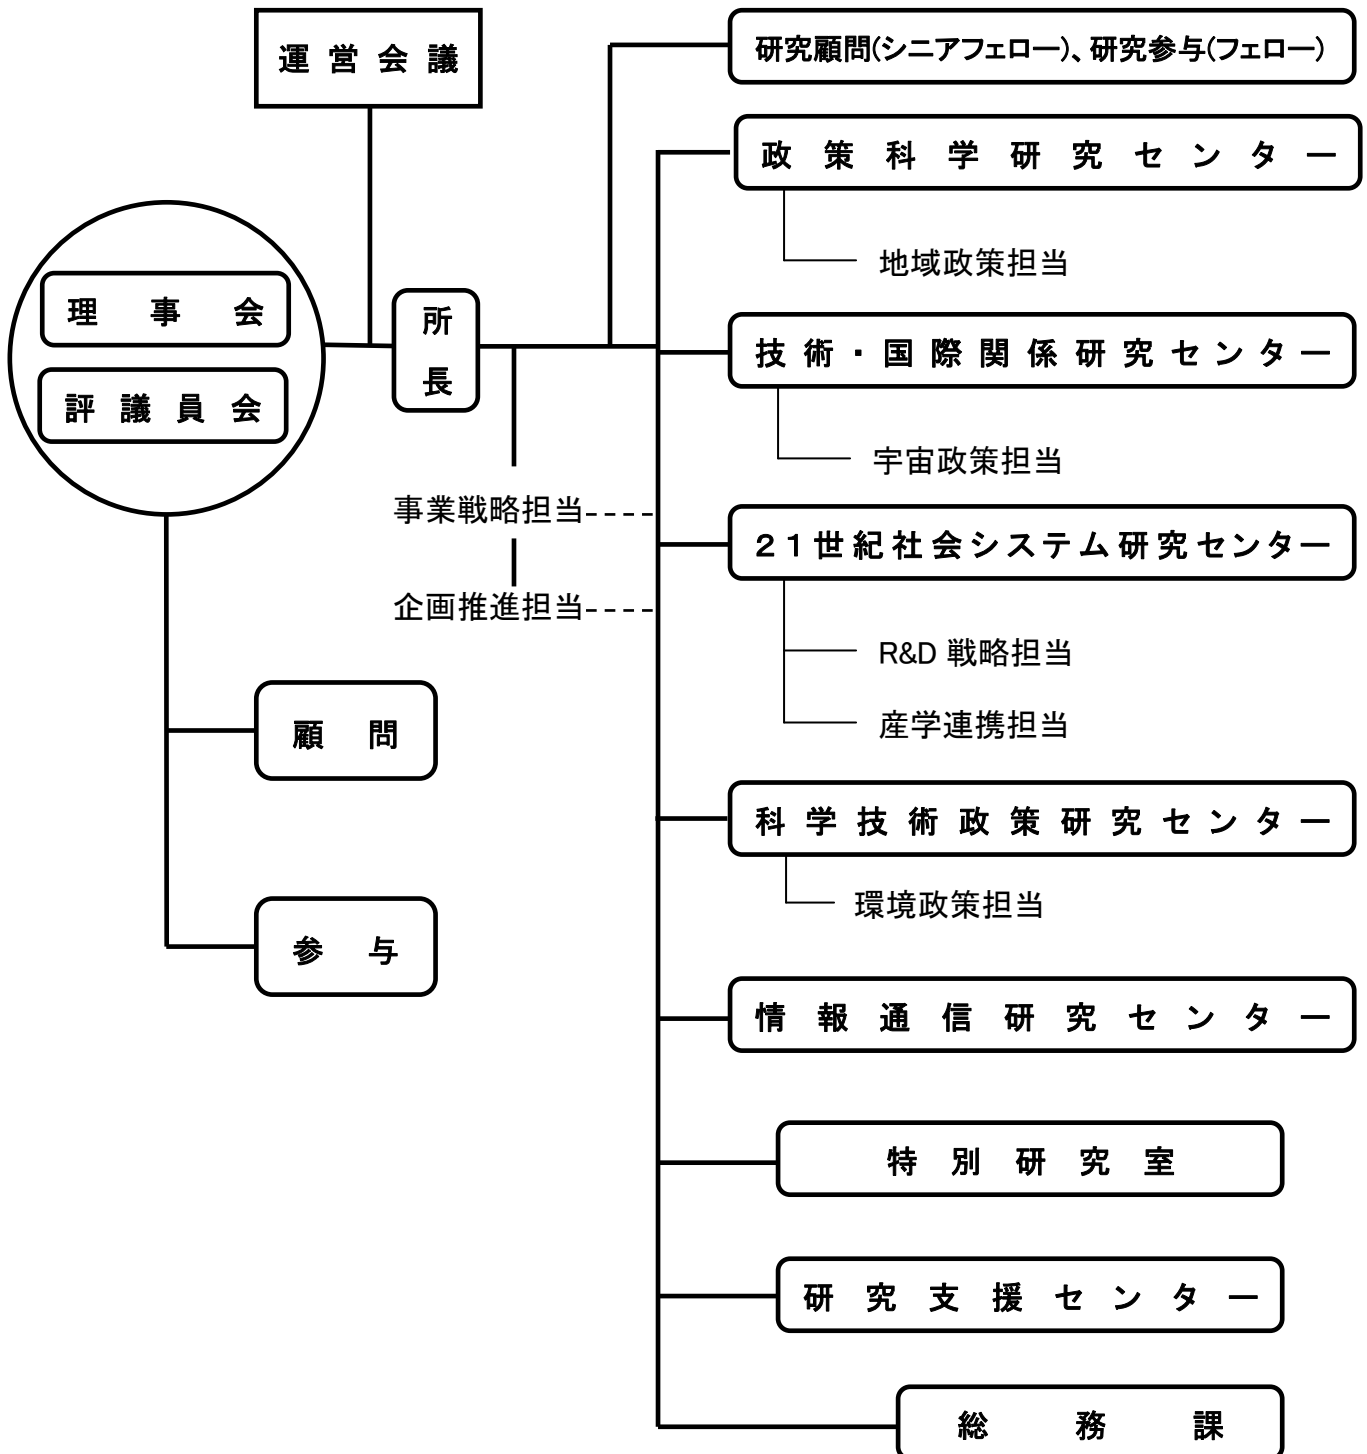 運営会議
研究顧問(シニアフェロー)、研究参与(フェロー)
政策科学研究センター
地域政策担当
理事会
評議員会
所
長
技術・国際関係研究センター
宇宙政策担当
事業戦略担当
企画推進担当
21世紀社会システム研究センター
R&D 戦略担当
産学連携担当
顧問
科学技術政策研究センター
環境政策担当
参与
情報通信研究センター
特別研究室
研究支援センター
総務課